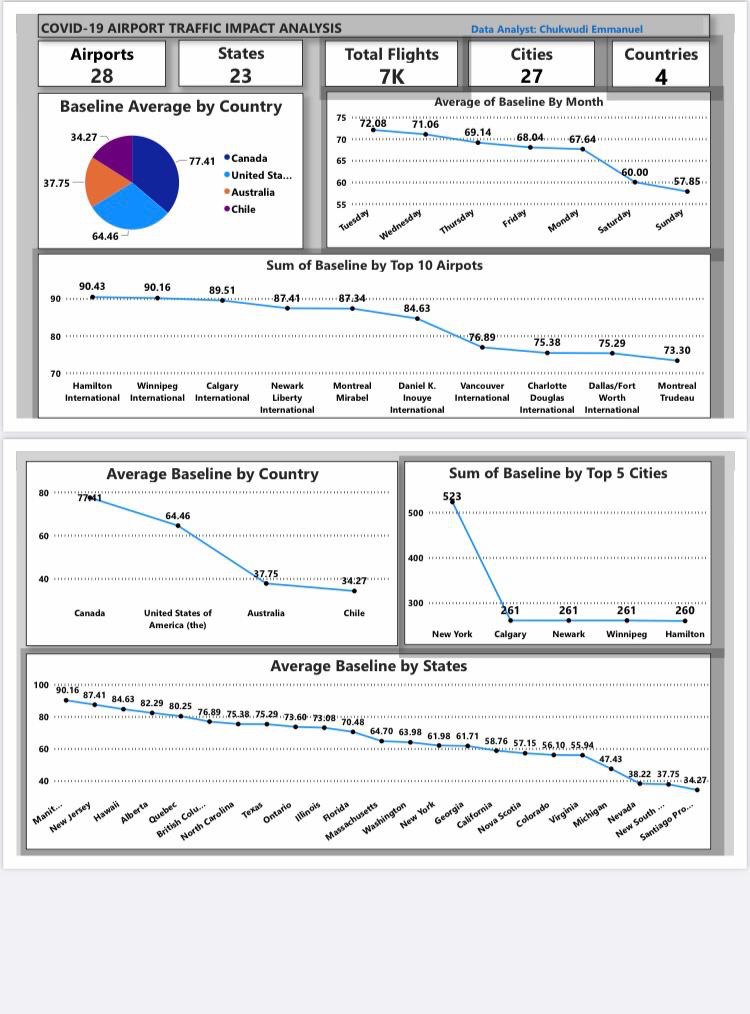 COVID-19 AIRPORT TRAFFIC IMPACT ANALYSIS
Data Analyst: Chukwudi Emmanuel
Airports
28
States
23
Total Flights
7K
Cities
27
Countries
4
Baseline Average by Country
34.27
77.41
37.75
64.46
Canada
United Sta...
Australia
Chile
Average of Baseline By Month
75
70
65
60
55
72.08
71.06
69.14
68.04
67.64
60.00
57.85
Tuesday
Wednesday
Thursday
Friday
Monday
Saturday
Sunday
Sum of Baseline by Top 10 Airpots
90
80
70
90.43
90.16
89.51
87.41
87.34
84.63
76.89
75.38
75.29
73.30
Hamilton
International
Winnipeg
International
Calgary
International
Newark
Liberty
International
Montreal
Mirabel
Daniel K.
Inouye
International
Vancouver
International
Charlotte
Douglas
International
Dallas/Fort
Worth
International
Montreal
Trudeau
Average Baseline by Country
80
60
40
77.41
64.46
37.75
34.27
Canada
United States of
America (the)
Australia
Chile
Sum of Baseline by Top 5 Cities
500
400
300
523
261
261
261
260
New York
Calgary
Newark
Winnipeg
Hamilton
Average Baseline by States
100
80
60
40
90.16
87.41
84.63
82.29
80.25
76.89
75.38
75.29
73.60
73.08
70.48
64.70
63.98
61.98
61.71
58.76
57.15
56.10
55.94
47.43
38.22
37.75
34.27
Manit...
New Jersey
Hawaii
Alberta
Quebec
British Colu...
North Carolina
Texas
Ontario
Illinois
Florida
Massachusetts
Washington
New York
Georgia
California
Nova Scotia
Colorado
Virginia
Michigan
Nevada
New South ...
Santiago Pro...